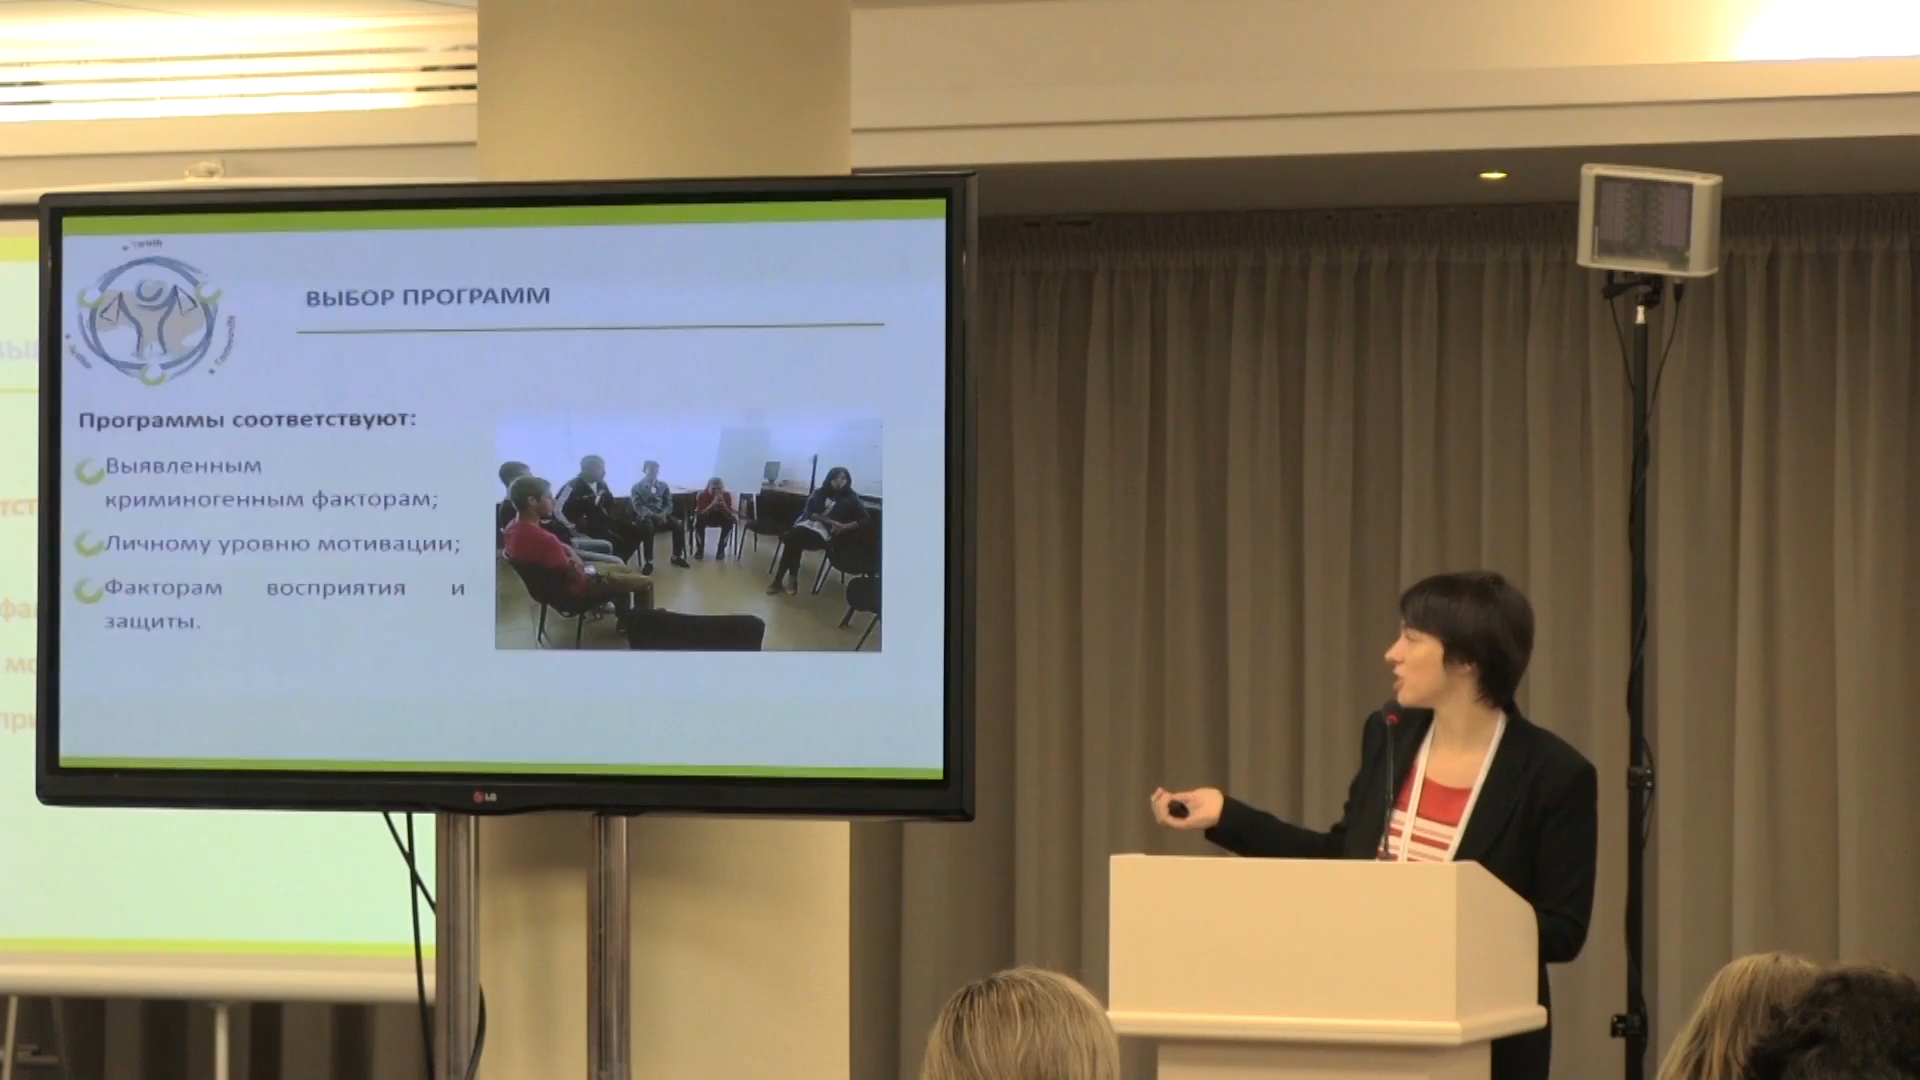 ВЫБОР ПРОГРАММ
Программы соответствуют:
Выявленным
криминогенным факторам;
Личному уровню мотивации;
Факторам восприятия и
защиты.
LG